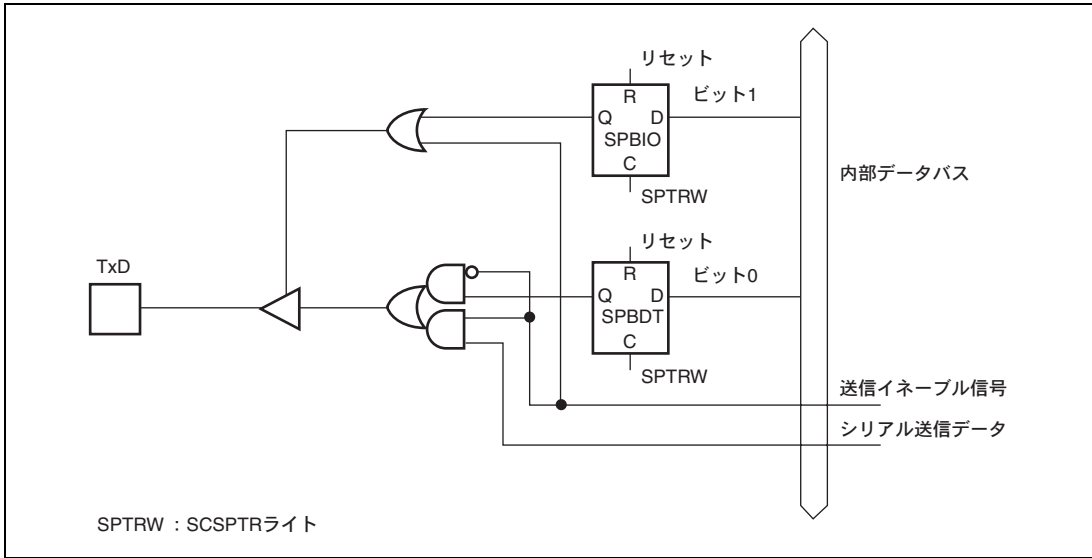 リセット
R
ビット1
Q D
SPBIO
C
SPTRW
内部データバス
リセット
R
ビット0
Q D
SPBDT
C
SPTRW
TxD
送信イネーブル信号
シリアル送信データ
SPTRW : SCSPTRライト